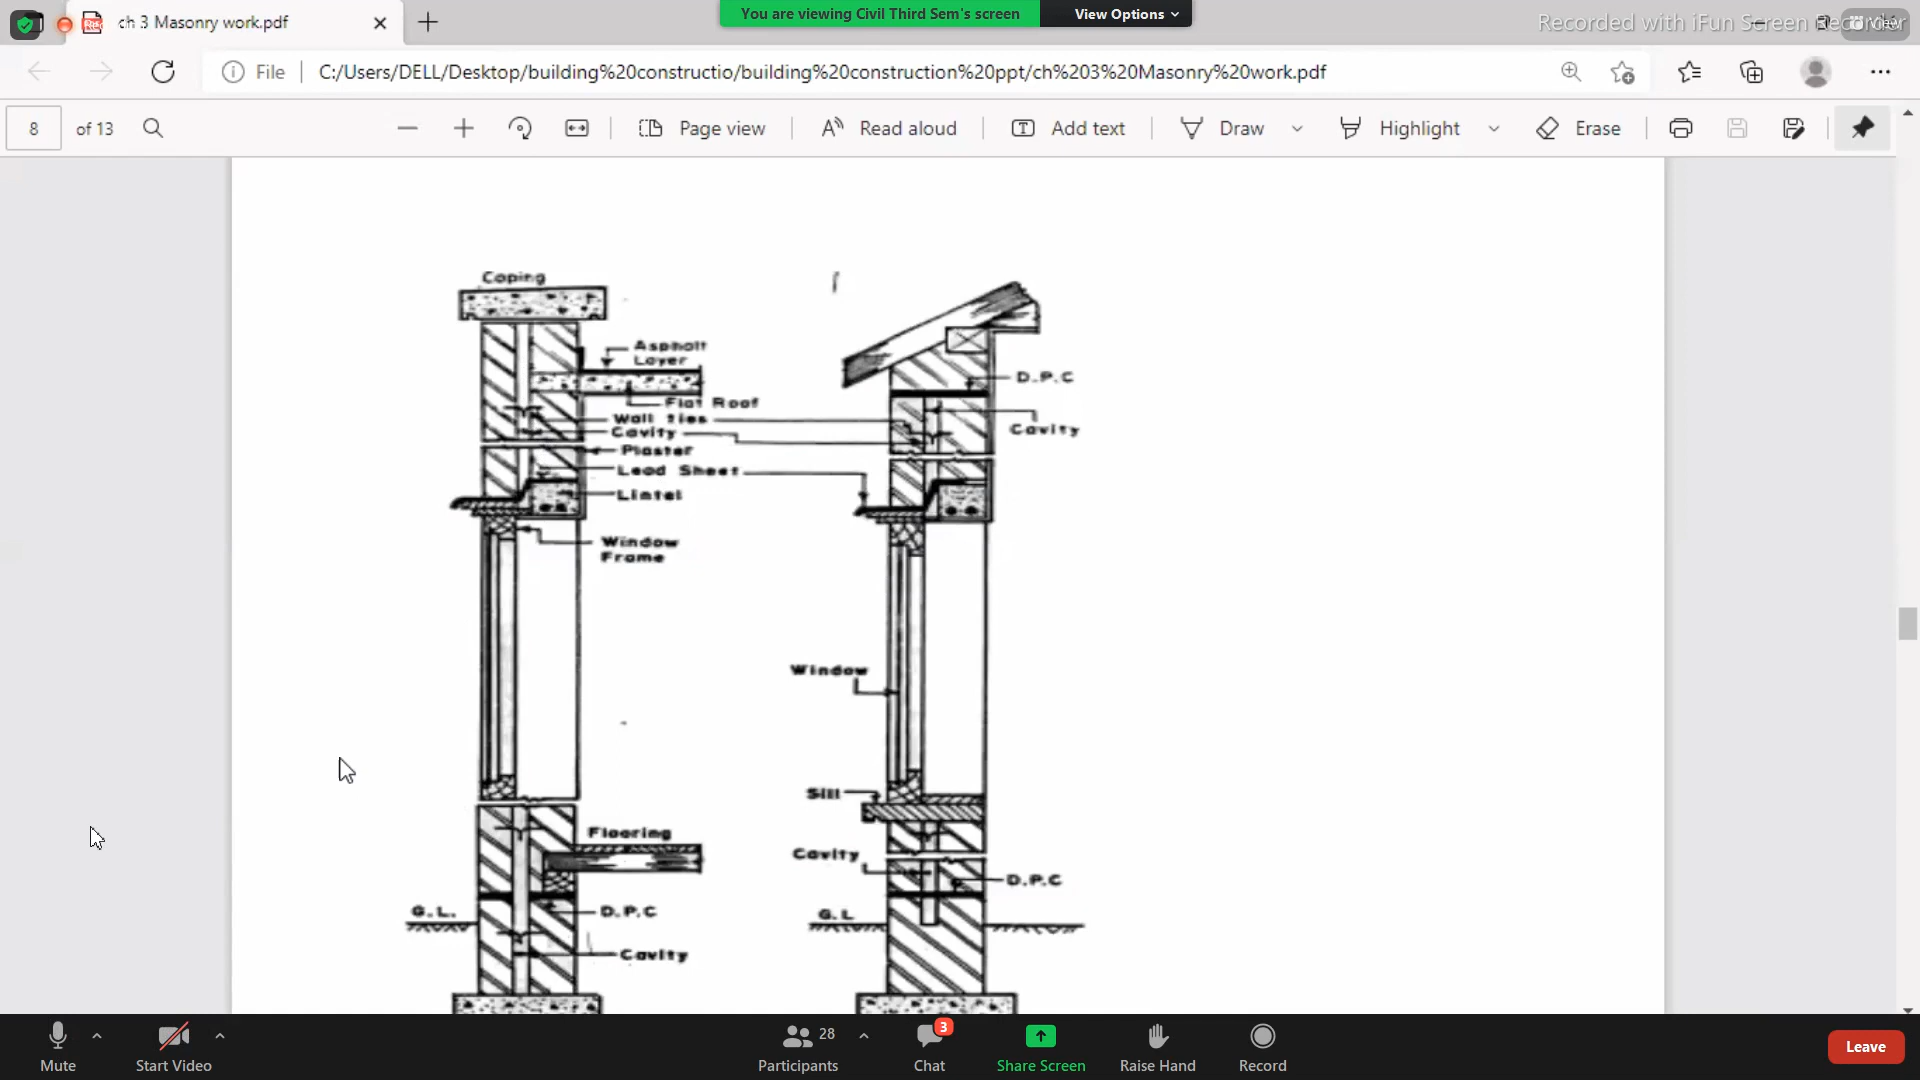 ch 3 Masonry work.pdf
You are viewing Civil Third Sem's screen
View Options
Recorded with iFun Screen
View
File
C:/Users/DELL/Desktop/building%20constructio/building%20construction%20ppt/ch%203%20Masonry%20work.pdf
8 of 13
Page view
Read aloud
Add text
Draw
Highlight
Erase
Coping
Asphalt
Layer
Flat Roof
Wall Ties
Cavity
Plaster
Lead Sheet
Lintel
Window
Frame
D.P.C
Cavity
Window
Sill
Flooring
Cavity
D.P.C
G.L.
D.P.C
G.L
Cavity
Mute
Start Video
28
Participants
3
Chat
Share Screen
Raise Hand
Record
Leave